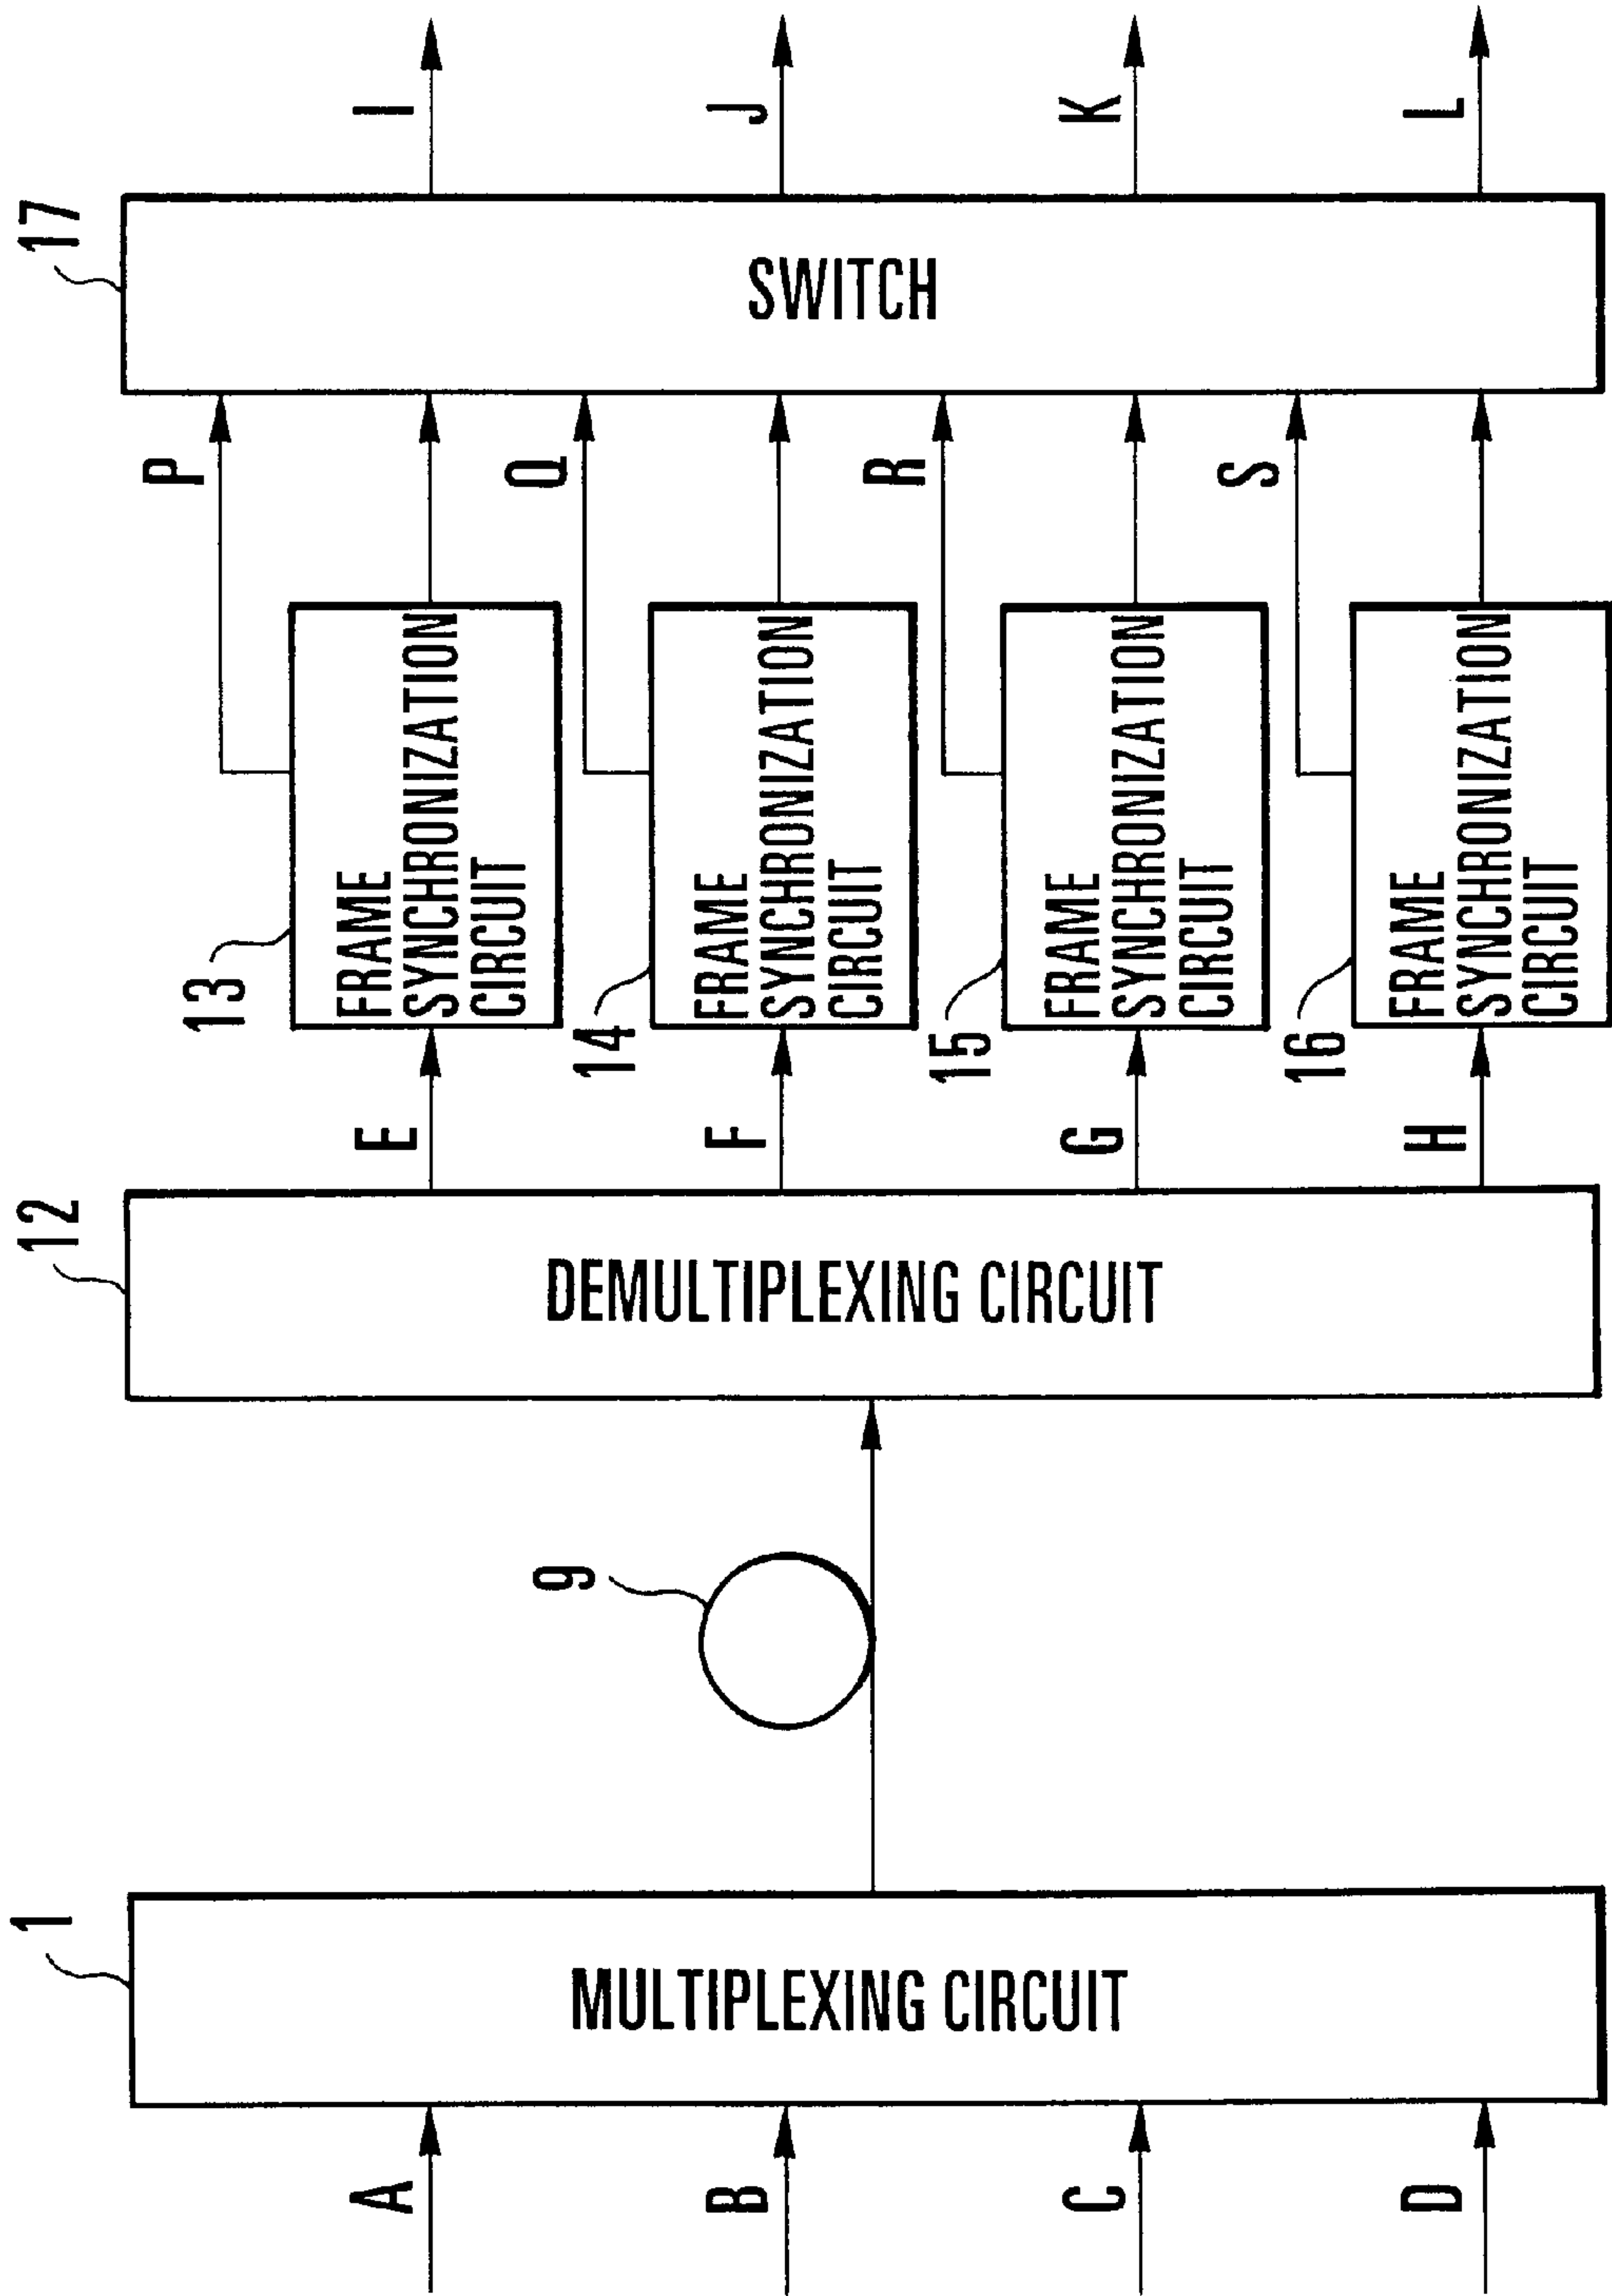 A
B
C
D
1
MULTIPLEXING CIRCUIT
9
12
DEMULTIPLEXING CIRCUIT
E
F
G
H
13
FRAME
SYNCHRONIZATION
CIRCUIT
14
FRAME
SYNCHRONIZATION
CIRCUIT
15
FRAME
SYNCHRONIZATION
CIRCUIT
16
FRAME
SYNCHRONIZATION
CIRCUIT
P
Q
R
S
17
SWITCH
I
J
K
L